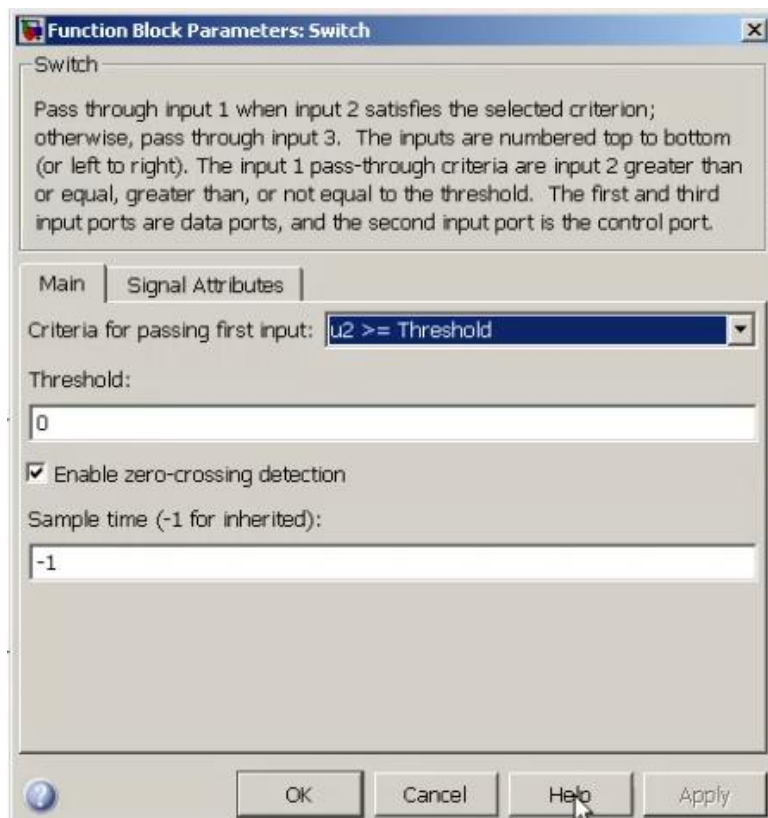 Function Block Parameters: Switch
Switch
Pass through input 1 when input 2 satisfies the selected criterion;
otherwise, pass through input 3. The inputs are numbered top to bottom
(or left to right). The input 1 pass-through criteria are input 2 greater than
or equal, greater than, or not equal to the threshold. The first and third
input ports are data ports, and the second input port is the control port.
Main Signal Attributes
Criteria for passing first input: u2 >= Threshold
Threshold:
0
Enable zero-crossing detection
Sample time (-1 for inherited):
-1
OK Cancel Help Apply